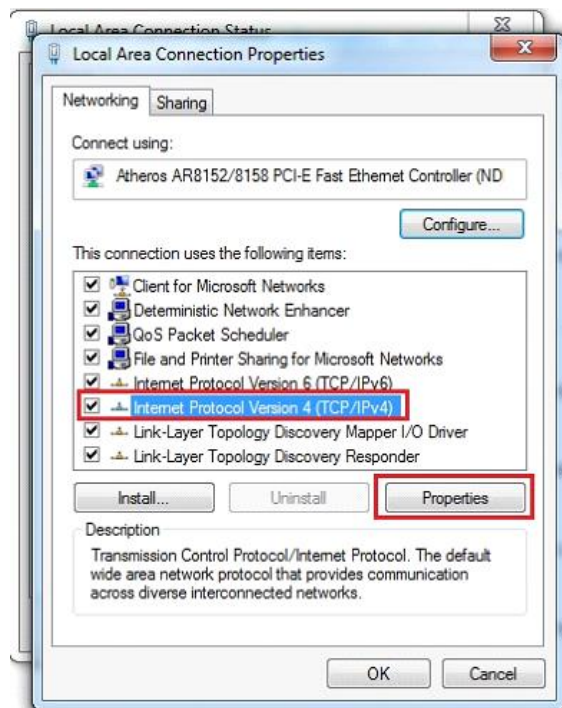 Local Area Connection Status
Local Area Connection Properties
Networking
Sharing
Connect using:
Atheros AR8152/8158 PCI-E Fast Ethernet Controller (ND
Configure...
This connection uses the following items:
Client for Microsoft Networks
Deterministic Network Enhancer
QoS Packet Scheduler
File and Printer Sharing for Microsoft Networks
Internet Protocol Version 6 (TCP/IPv6)
Internet Protocol Version 4 (TCP/IPv4)
Link-Layer Topology Discovery Mapper I/O Driver
Link-Layer Topology Discovery Responder
Install...
Uninstall
Properties
Description
Transmission Control Protocol/Internet Protocol. The default
wide area network protocol that provides communication
across diverse interconnected networks.
OK
Cancel